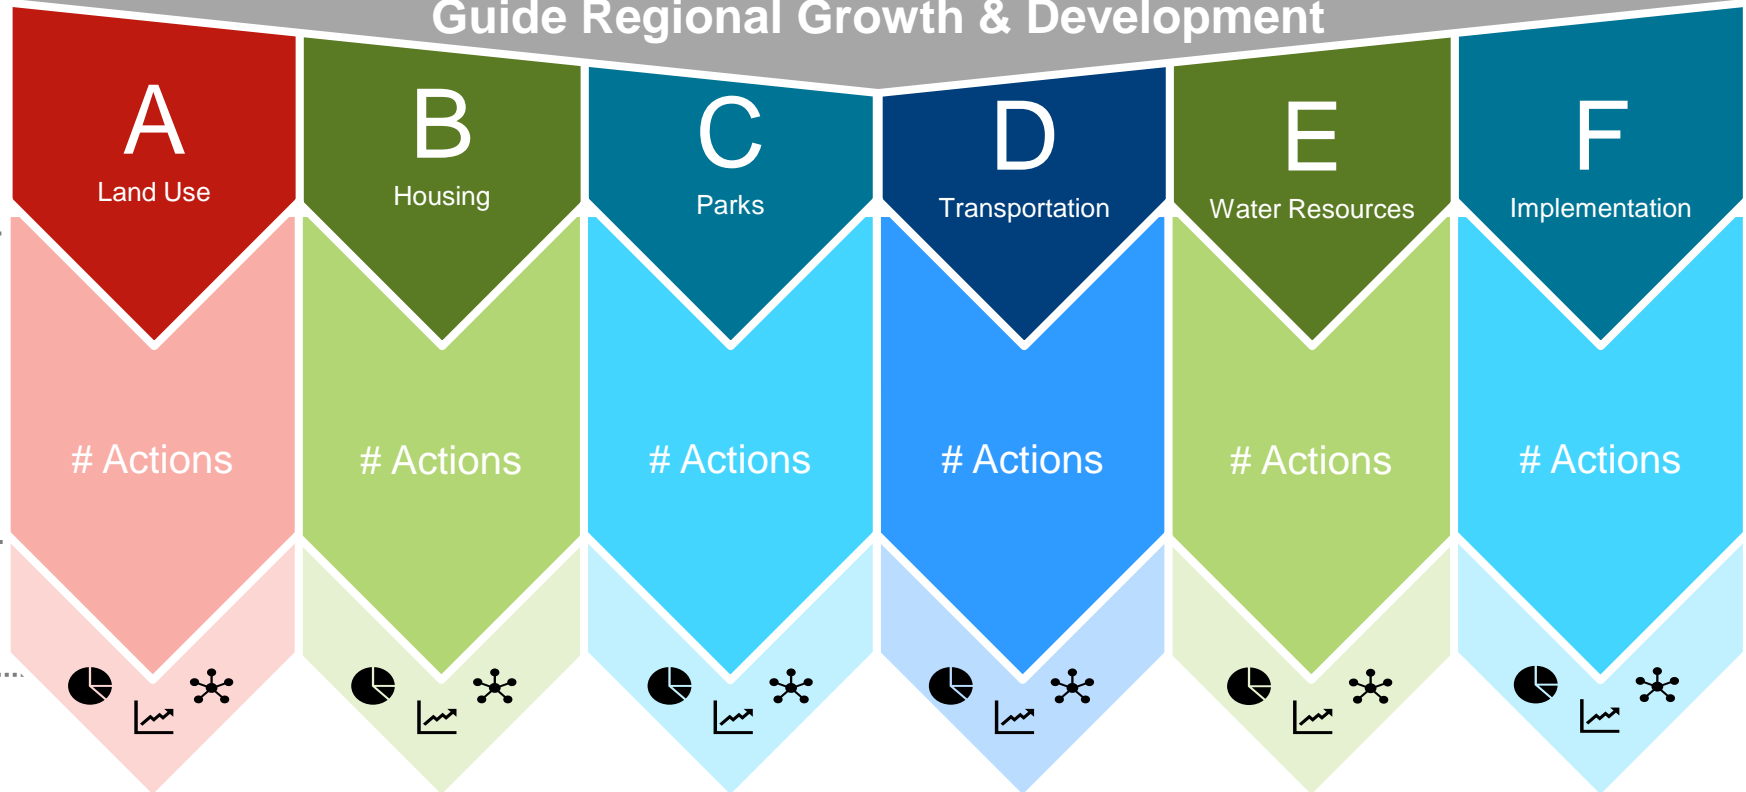 Guide Regional Growth & Development
A
Land Use
B
Housing
C
Parks
D
Transportation
E
Water Resources
F
Implementation
# Actions
# Actions
# Actions
# Actions
# Actions
# Actions